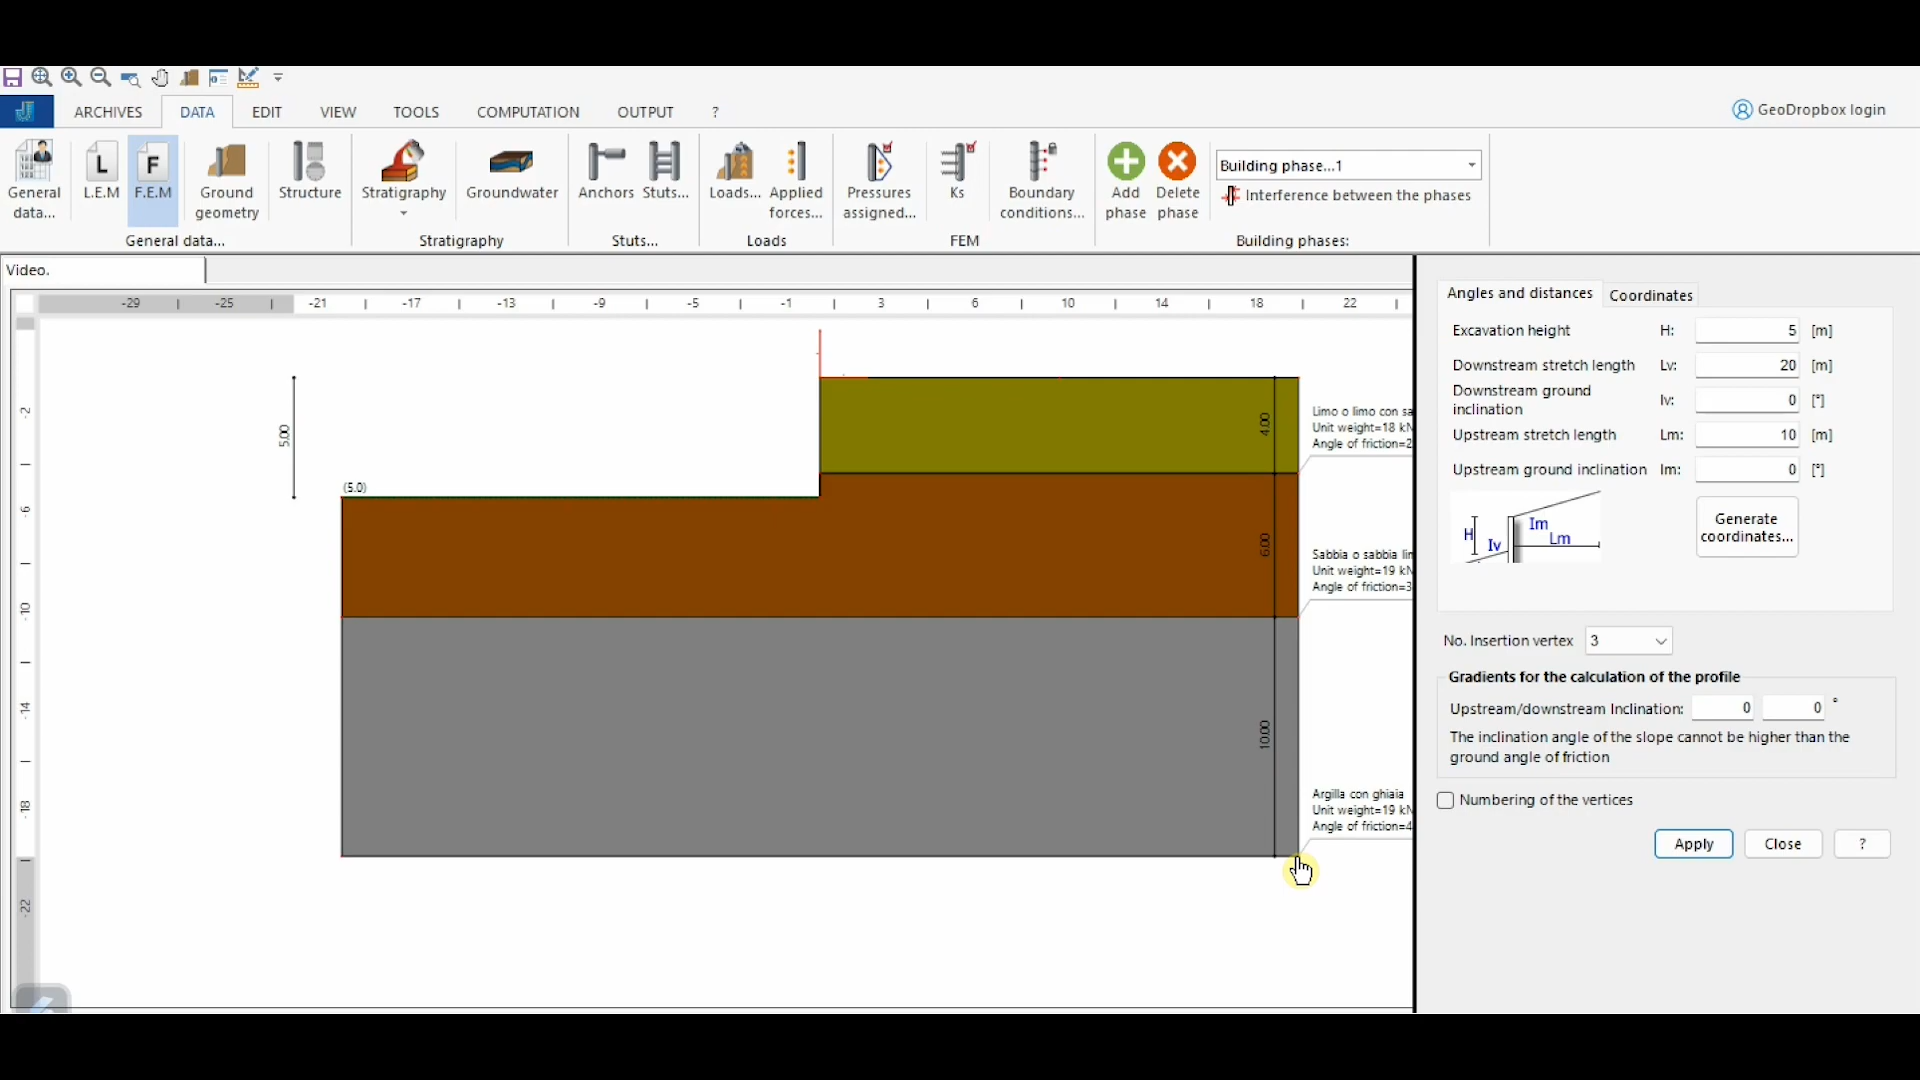 ARCHIVES DATA EDIT VIEW TOOLS COMPUTATION OUTPUT ?
GeoDropbox login
General data...
L.E.M
F.E.M
Ground geometry
Structure
General data...
Stratigraphy
Groundwater
Stratigraphy
Anchors
Stuts...
Stuts...
Loads...
Applied forces...
Loads
Pressures assigned...
Ks
Boundary conditions...
FEM
Add phase
Delete phase
Building phase...1
Interference between the phases
Building phases:
Video.
-29 -25 -21 -17 -13 -9 -5 -1 3 6 10 14 18 22
-2
-6
-10
-14
-18
-22
5.00
(5.0)
4.00
6.00
10.00
Limo o limo con sa
Unit weight=18 kN
Angle of friction=2
Sabbia o sabbia lin
Unit weight=19 kN
Angle of friction=3
Argilla con ghiaia
Unit weight=19 kN
Angle of friction=4
Angles and distances
Coordinates
Excavation height H: 5 [m]
Downstream stretch length Lv: 20 [m]
Downstream ground
inclination Iv: 0 [°]
Upstream stretch length Lm: 10 [m]
Upstream ground inclination Im: 0 [°]
H Iv Im Lm
Generate
coordinates...
No. Insertion vertex 3
Gradients for the calculation of the profile
Upstream/downstream Inclination: 0 0 °
The inclination angle of the slope cannot be higher than the
ground angle of friction
Numbering of the vertices
Apply Close ?